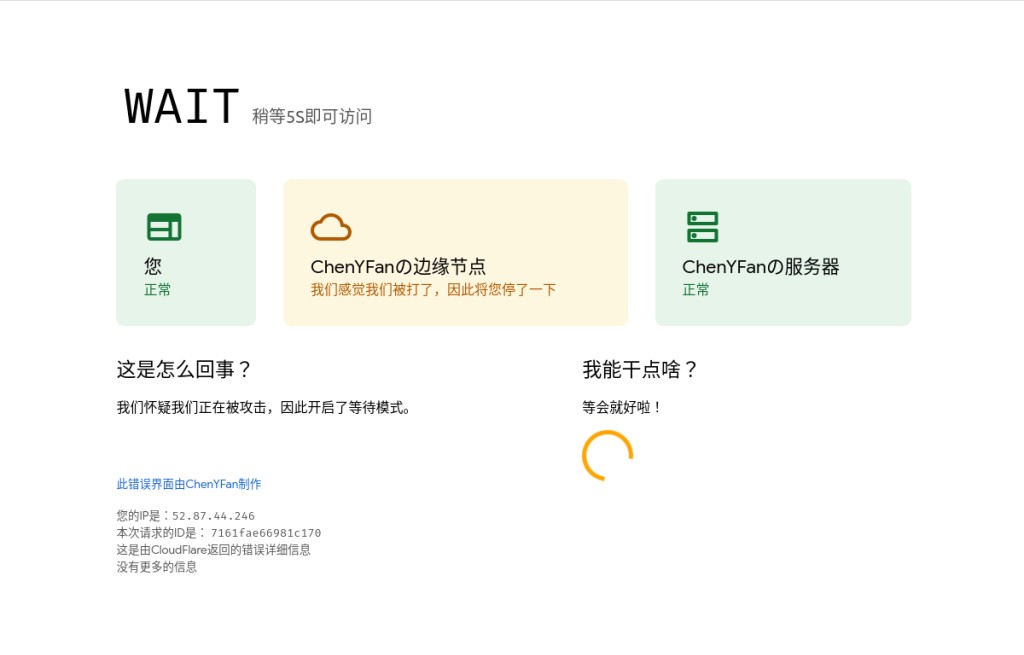 WAIT 稍等5S即可访问
您
正常
ChenYFanの边缘节点
我们感觉我们被打了，因此将您停了一下
ChenYFanの服务器
正常
这是怎么回事？
我们怀疑我们正在被攻击，因此开启了等待模式。
我能干点啥？
等会就好啦！
此错误界面由ChenYFan制作
您的IP是：52.87.44.246
本次请求的ID是： 7161fae66981c170
这是由CloudFlare返回的错误详细信息
没有更多的信息